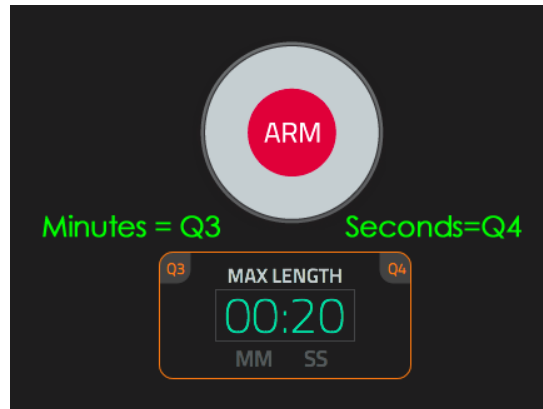 ARM
Minutes = Q3 Seconds=Q4
Q3 MAX LENGTH Q4
00:20
MM SS